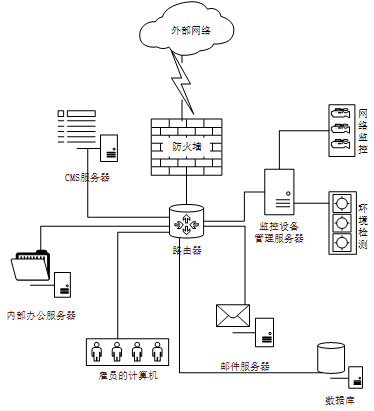 外部网络
防火墙
网络监控
CMS服务器
环境检测
监控设备
管理服务器
路由器
内部办公服务器
雇员的计算机
邮件服务器
数据库